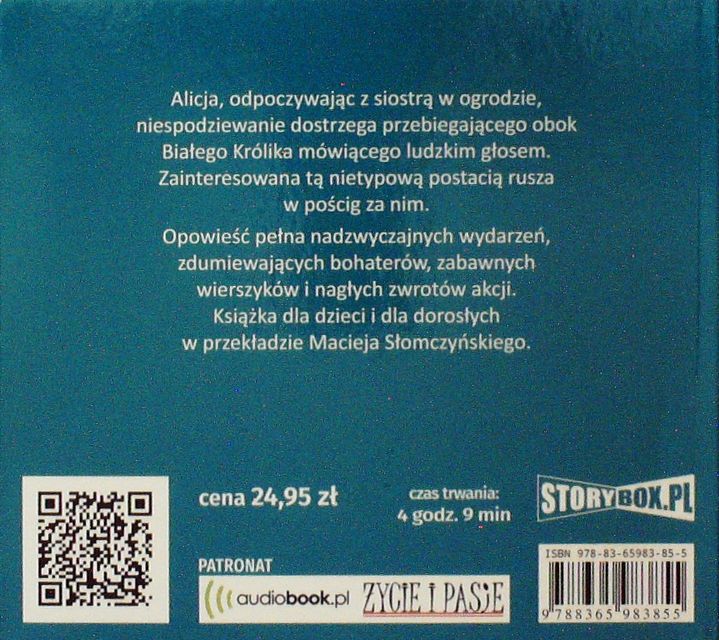 Alicja, odpoczywając z siostrą w ogrodzie,
niespodziewanie dostrzega przebiegającego obok
Białego Królika mówiącego ludzkim głosem.
Zainteresowana tą nietypową postacią rusza
w pościg za nim.
Opowieść pełna nadzwyczajnych wydarzeń,
zdumiewających bohaterów, zabawnych
wierszyków i nagłych zwrotów akcji.
Książka dla dzieci i dla dorosłych
w przekładzie Macieja Słomczyńskiego.
cena 24,95 zł
czas trwania:
4 godz. 9 min
STORYBOX.PL
PATRONAT
audiobook.pl
ŻYCIE I PASJE
ISBN 978-83-65983-85-5
9 788365 983855